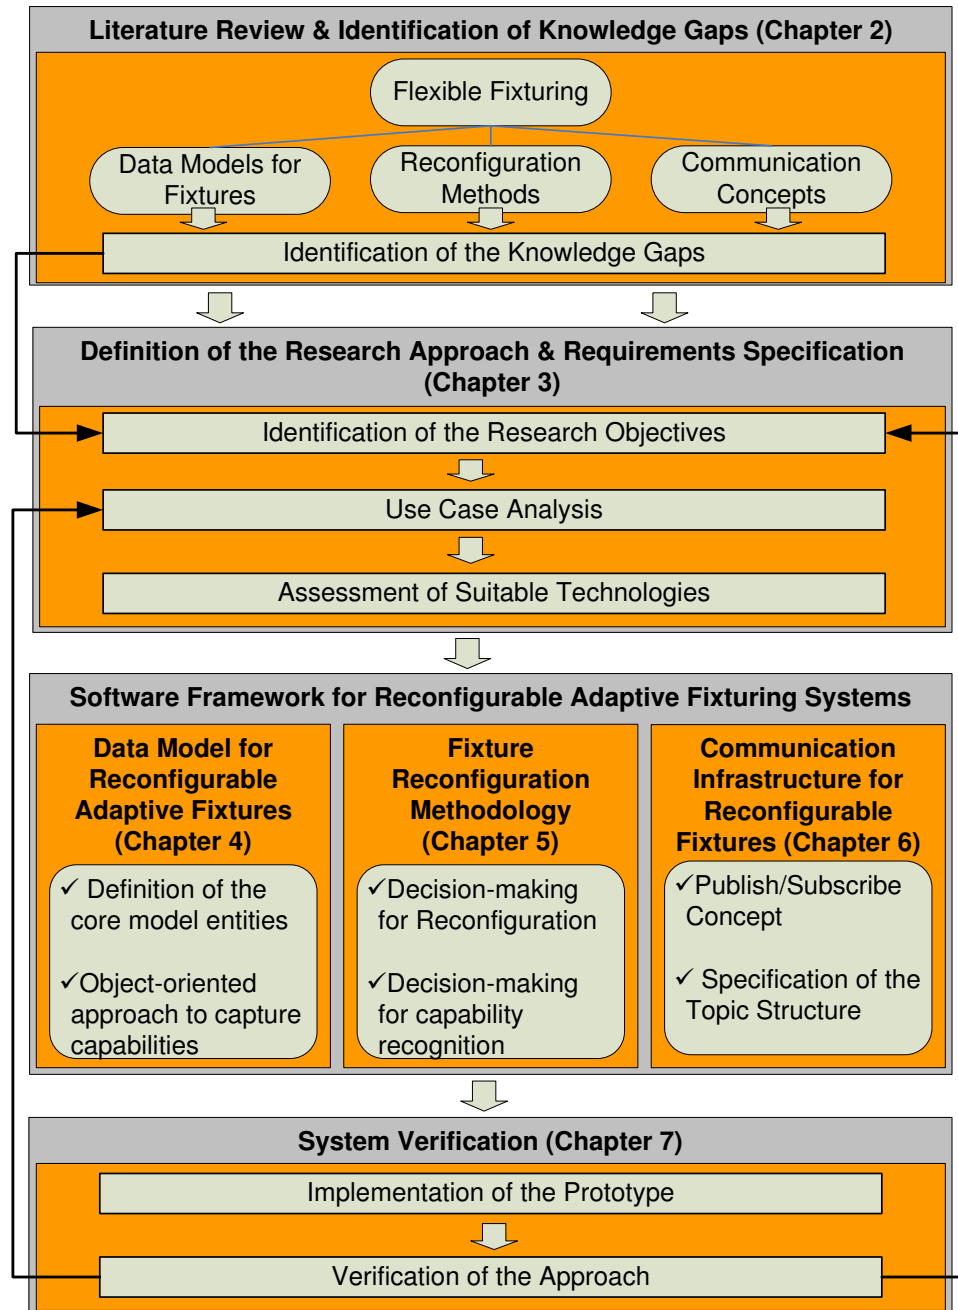 Literature Review & Identification of Knowledge Gaps (Chapter 2)
Flexible Fixturing
Data Models for
Fixtures
Reconfiguration
Methods
Communication
Concepts
Identification of the Knowledge Gaps
Definition of the Research Approach & Requirements Specification
(Chapter 3)
Identification of the Research Objectives
Use Case Analysis
Assessment of Suitable Technologies
Software Framework for Reconfigurable Adaptive Fixturing Systems
Data Model for
Reconfigurable
Adaptive Fixtures
(Chapter 4)
✓ Definition of the
core model entities
✓Object-oriented
approach to capture
capabilities
Fixture
Reconfiguration
Methodology
(Chapter 5)
✓Decision-making
for Reconfiguration
✓Decision-making
for capability
recognition
Communication
Infrastructure for
Reconfigurable
Fixtures (Chapter 6)
✓Publish/Subscribe
Concept
✓ Specification of the
Topic Structure
System Verification (Chapter 7)
Implementation of the Prototype
Verification of the Approach